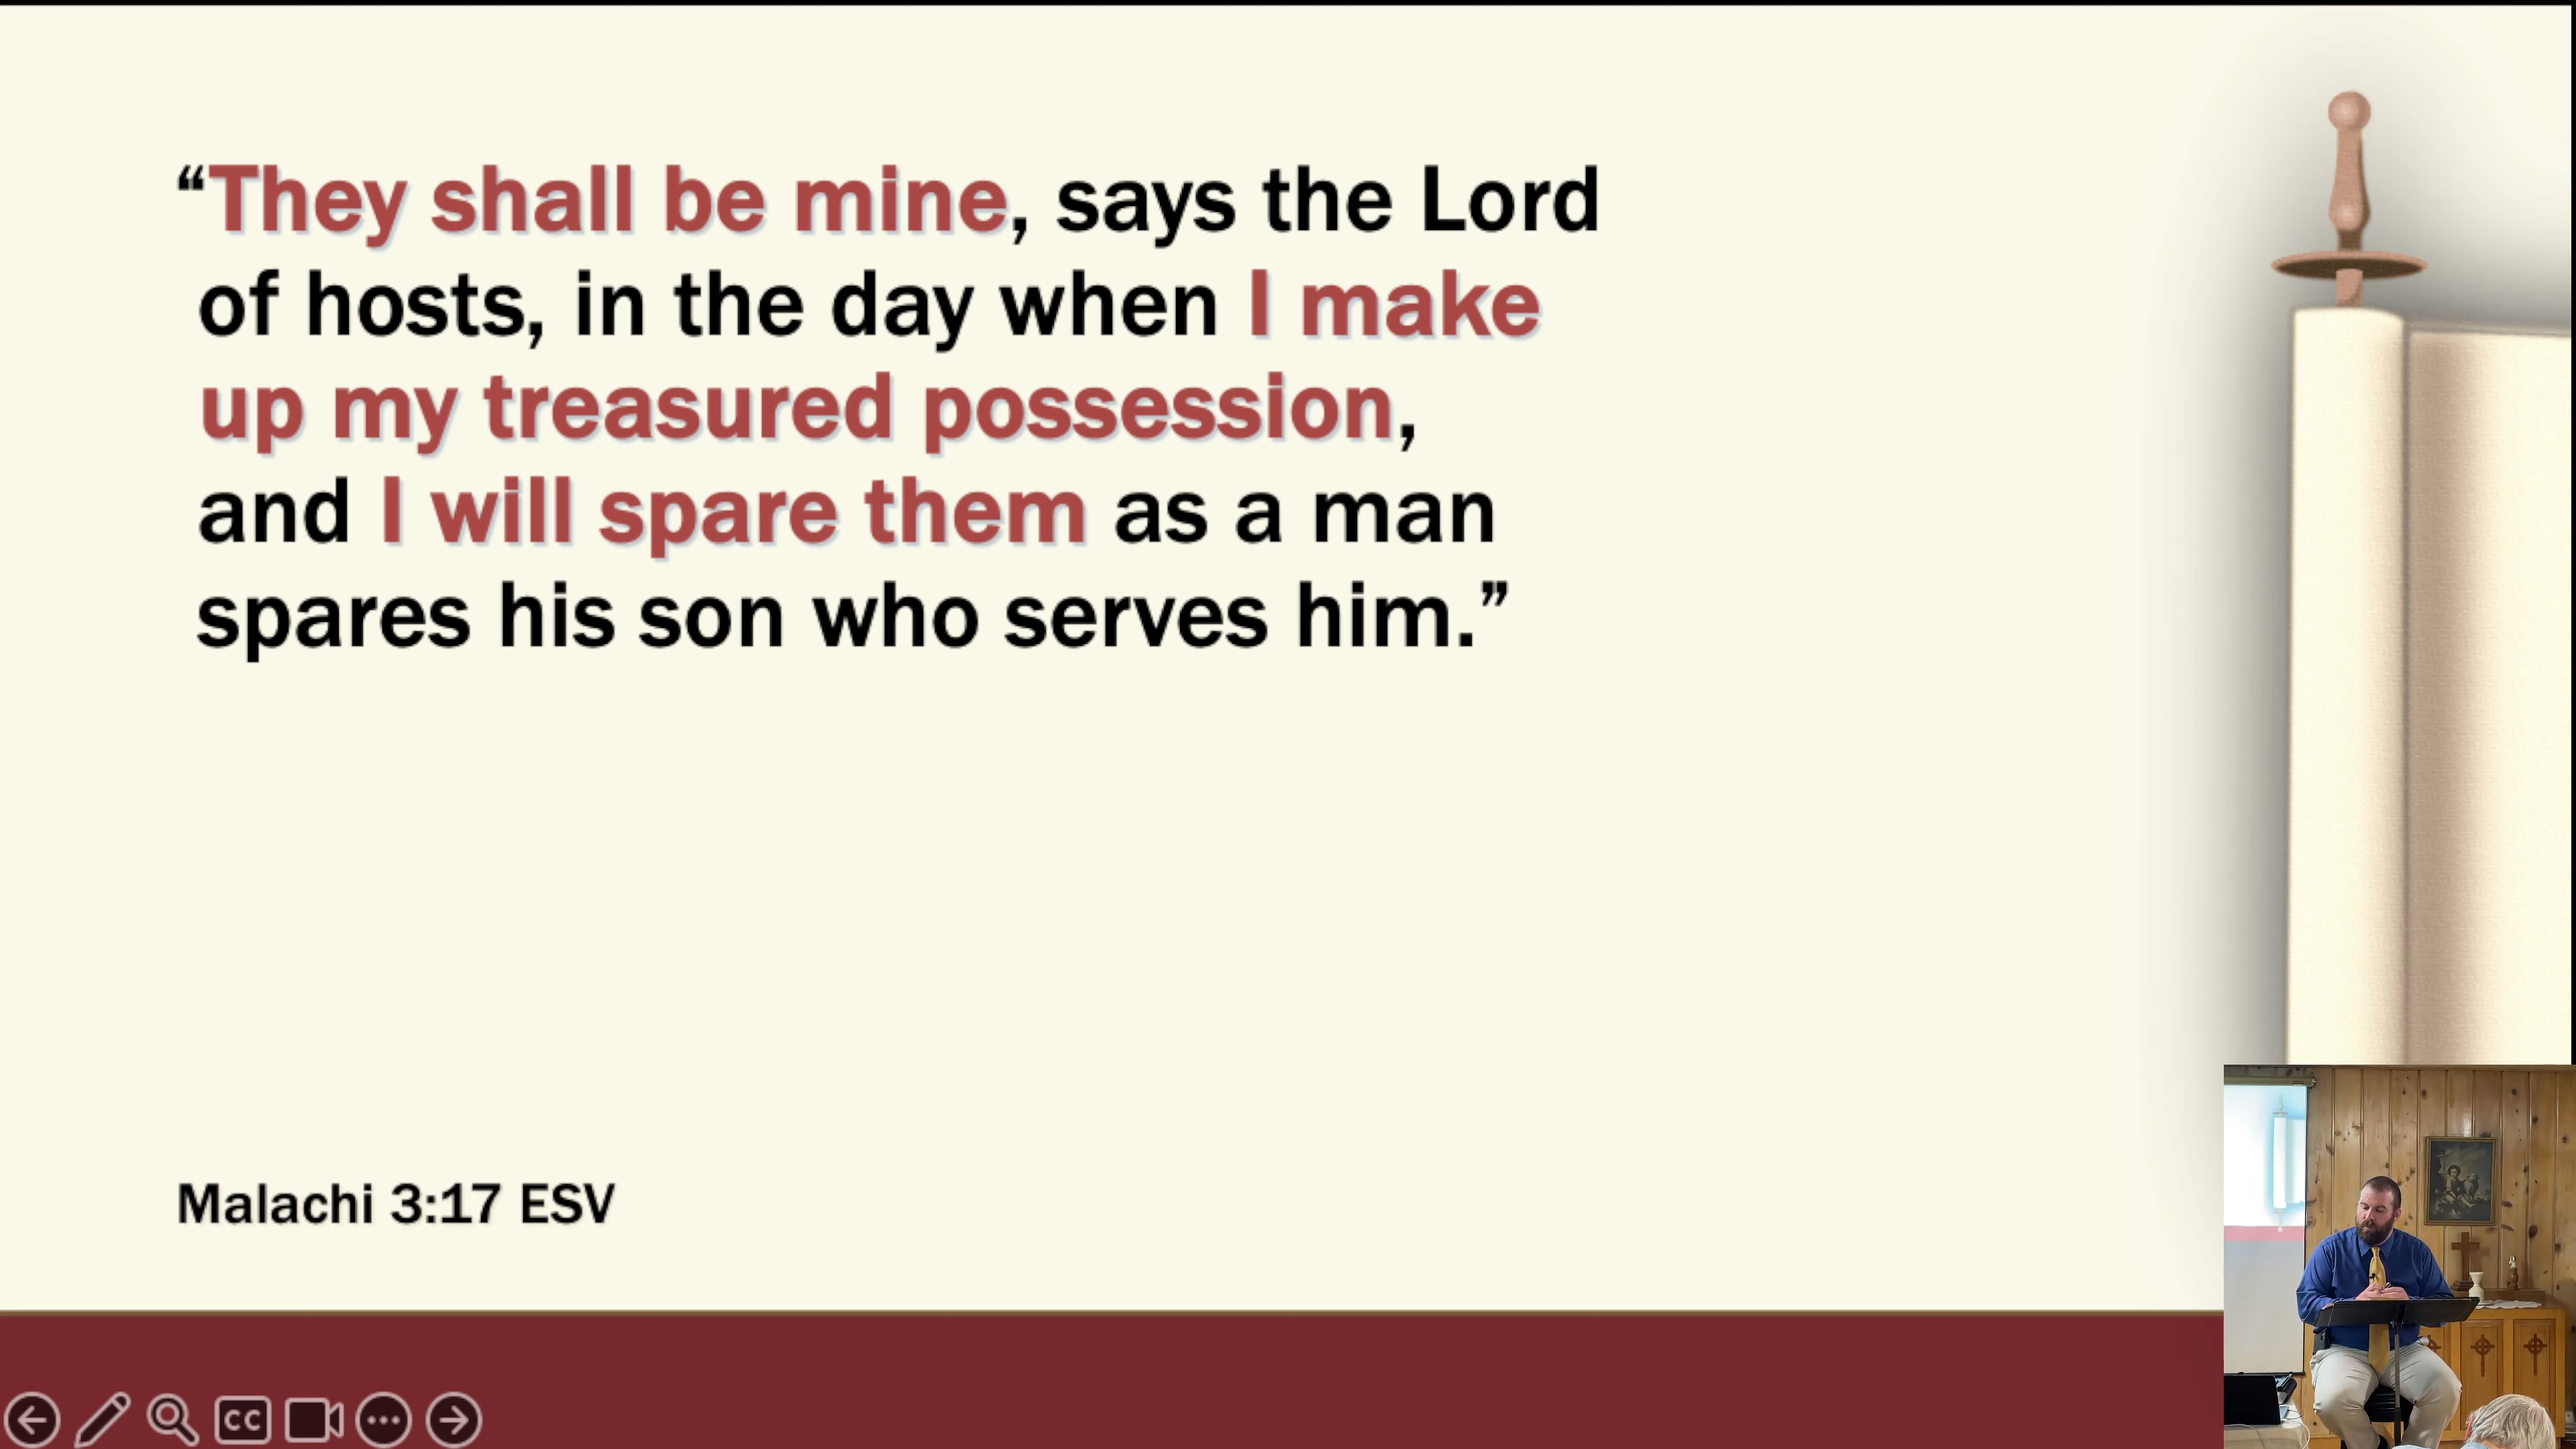 “They shall be mine, says the Lord
of hosts, in the day when I make
up my treasured possession,
and I will spare them as a man
spares his son who serves him.”
Malachi 3:17 ESV
CC